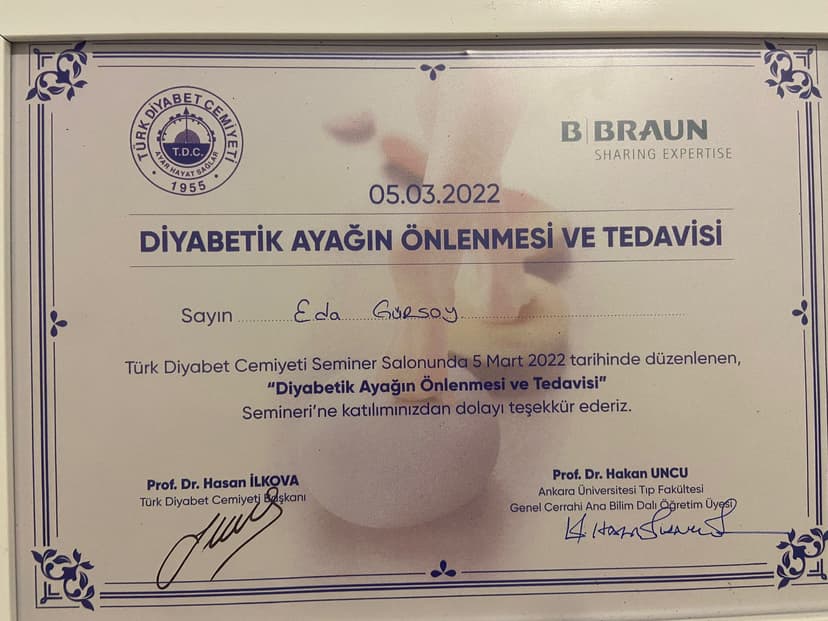 TÜRK DİYABET CEMİYETİ
T.D.C.
AYAR HAYAT SAĞLAR
1955
B | BRAUN
SHARING EXPERTISE
05.03.2022
DİYABETİK AYAĞIN ÖNLENMESİ VE TEDAVİSİ
Sayın Eda GÜRSOY
Türk Diyabet Cemiyeti Seminer Salonunda 5 Mart 2022 tarihinde düzenlenen,
“Diyabetik Ayağın Önlenmesi ve Tedavisi”
Semineri’ne katılımınızdan dolayı teşekkür ederiz.
Prof. Dr. Hasan İLKOVA
Türk Diyabet Cemiyeti Başkanı
Prof. Dr. Hakan UNCU
Ankara Üniversitesi Tıp Fakültesi
Genel Cerrahi Ana Bilim Dalı Öğretim Üyesi